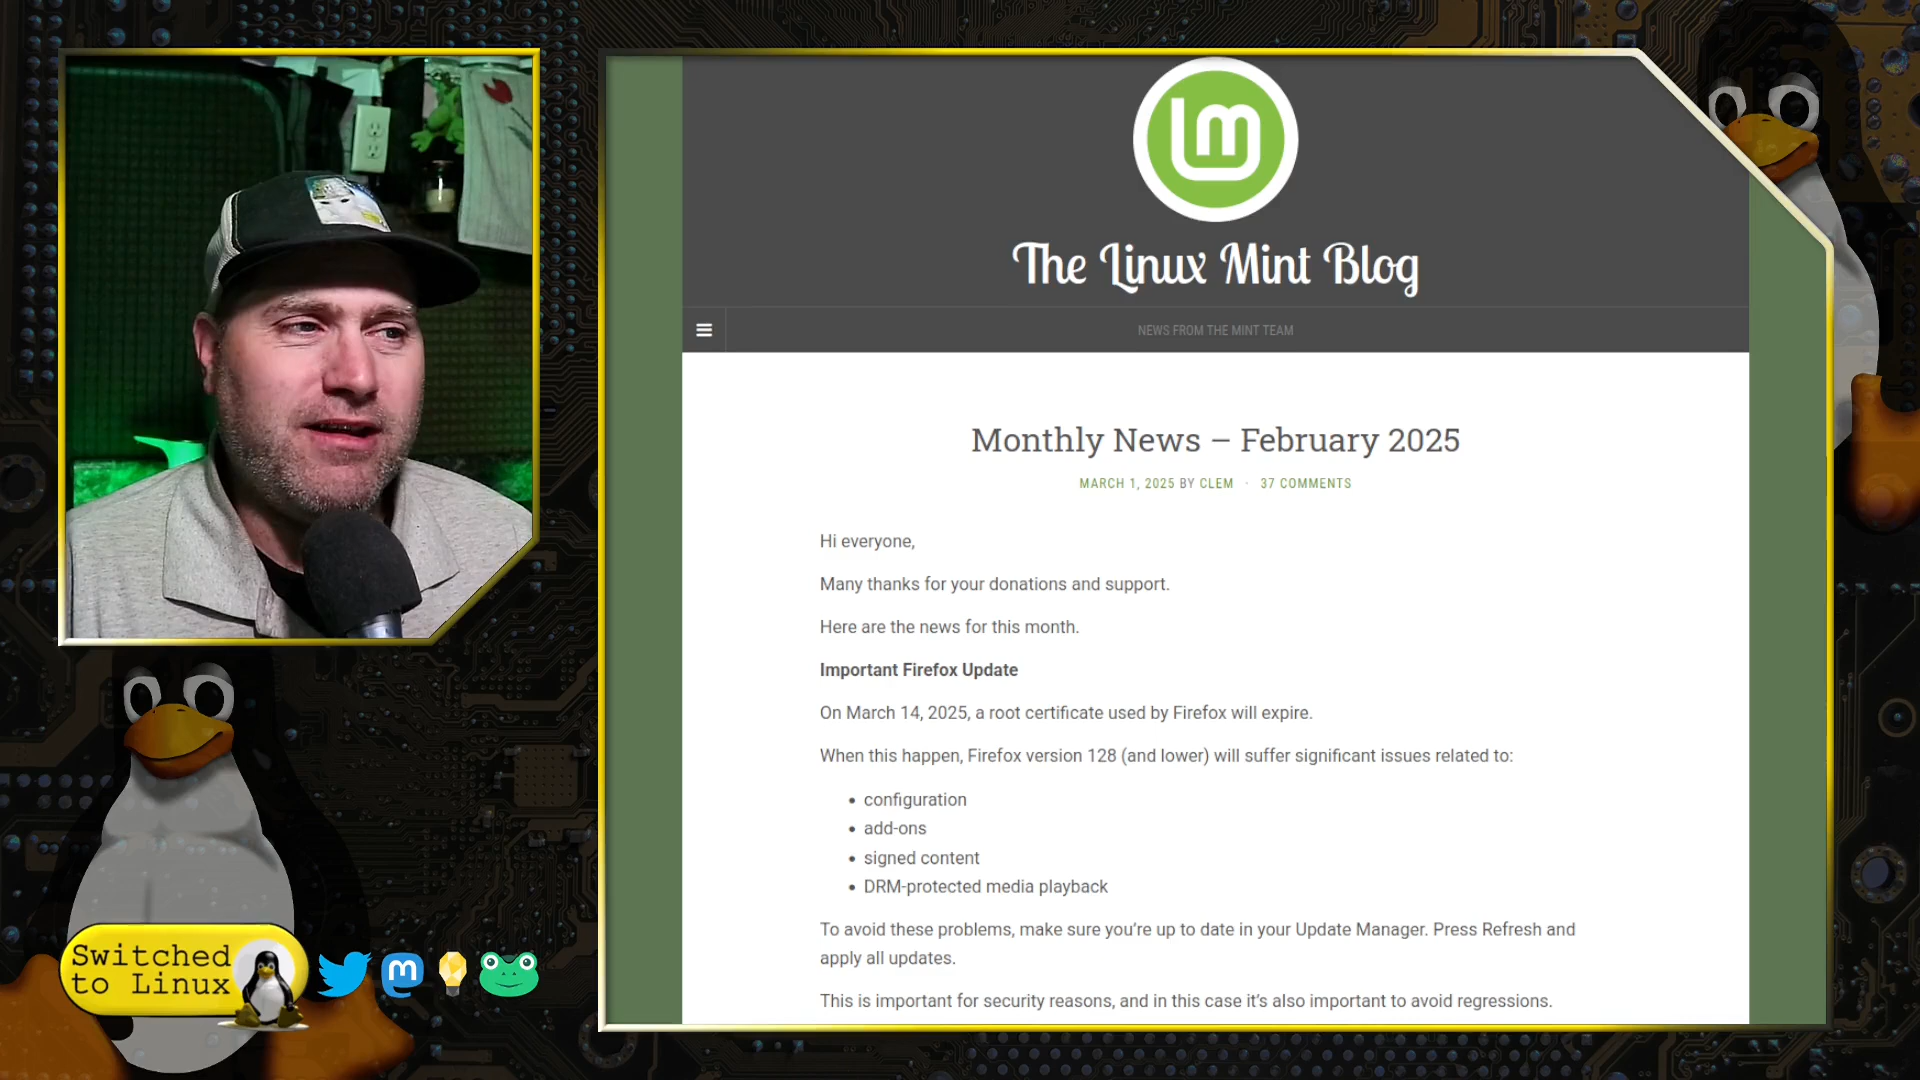 lm
The Linux Mint Blog
NEWS FROM THE MINT TEAM
Monthly News – February 2025
MARCH 1, 2025 BY CLEM · 37 COMMENTS
Hi everyone,
Many thanks for your donations and support.
Here are the news for this month.
Important Firefox Update
On March 14, 2025, a root certificate used by Firefox will expire.
When this happen, Firefox version 128 (and lower) will suffer significant issues related to:
• configuration
• add-ons
• signed content
• DRM-protected media playback
To avoid these problems, make sure you're up to date in your Update Manager. Press Refresh and
apply all updates.
This is important for security reasons, and in this case it's also important to avoid regressions.
Switched
to Linux
m